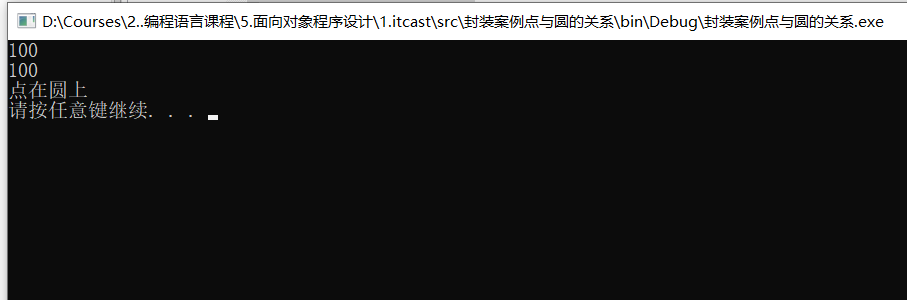 D:\Courses\2..编程语言课程\5.面向对象程序设计\1.itcast\src\封装案例点与圆的关系\bin\Debug\封装案例点与圆的关系.exe
100
100
点在圆上
请按任意键继续. . .